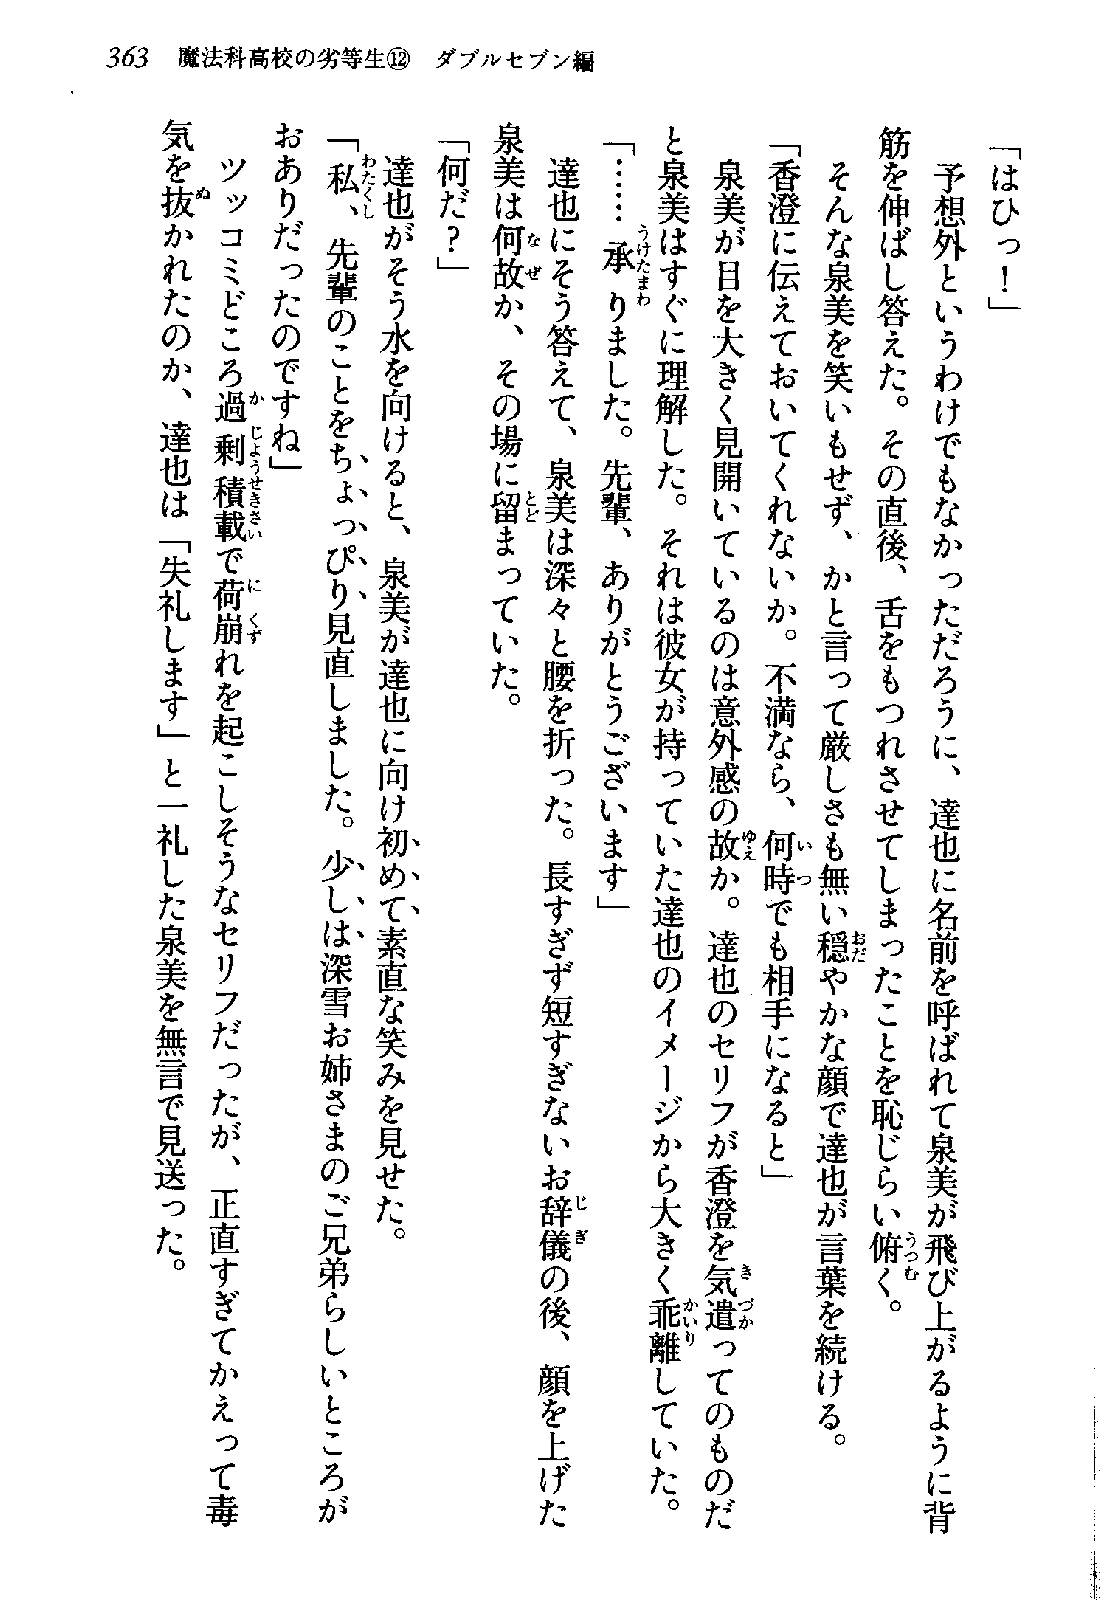 363 魔法科高校の劣等生⑫ ダブルセブン編
「はひっ！」
　予想外というわけでもなかっただろうに、達也に名前を呼ばれて泉美が飛び上がるように背
筋を伸ばし答えた。その直後、舌をもつれさせてしまったことを恥じらい俯く。
　そんな泉美を笑いもせず、かと言って厳しさも無い穏やかな顔で達也が言葉を続ける。
「香澄に伝えておいてくれないか。不満なら、何時でも相手になると」
　泉美が目を大きく見開いているのは意外感の故か。達也のセリフが香澄を気遣ってのものだ
と泉美はすぐに理解した。それは彼女が持っていた達也のイメージから大きく乖離していた。
「……承りました。先輩、ありがとうございます」
　達也にそう答えて、泉美は深々と腰を折った。長すぎず短すぎないお辞儀の後、顔を上げた
泉美は何故か、その場に留まっていた。
「何だ？」
　達也がそう水を向けると、泉美が達也に向け初めて素直な笑みを見せた。
「私、先輩のことをちょっぴり見直しました。少しは深雪お姉さまのご兄弟らしいところが
おありだったのですね」
　ツッコミどころ過剰積載で荷崩れを起こしそうなセリフだったが、正直すぎてかえって毒
気を抜かれたのか、達也は「失礼します」と一礼した泉美を無言で見送った。